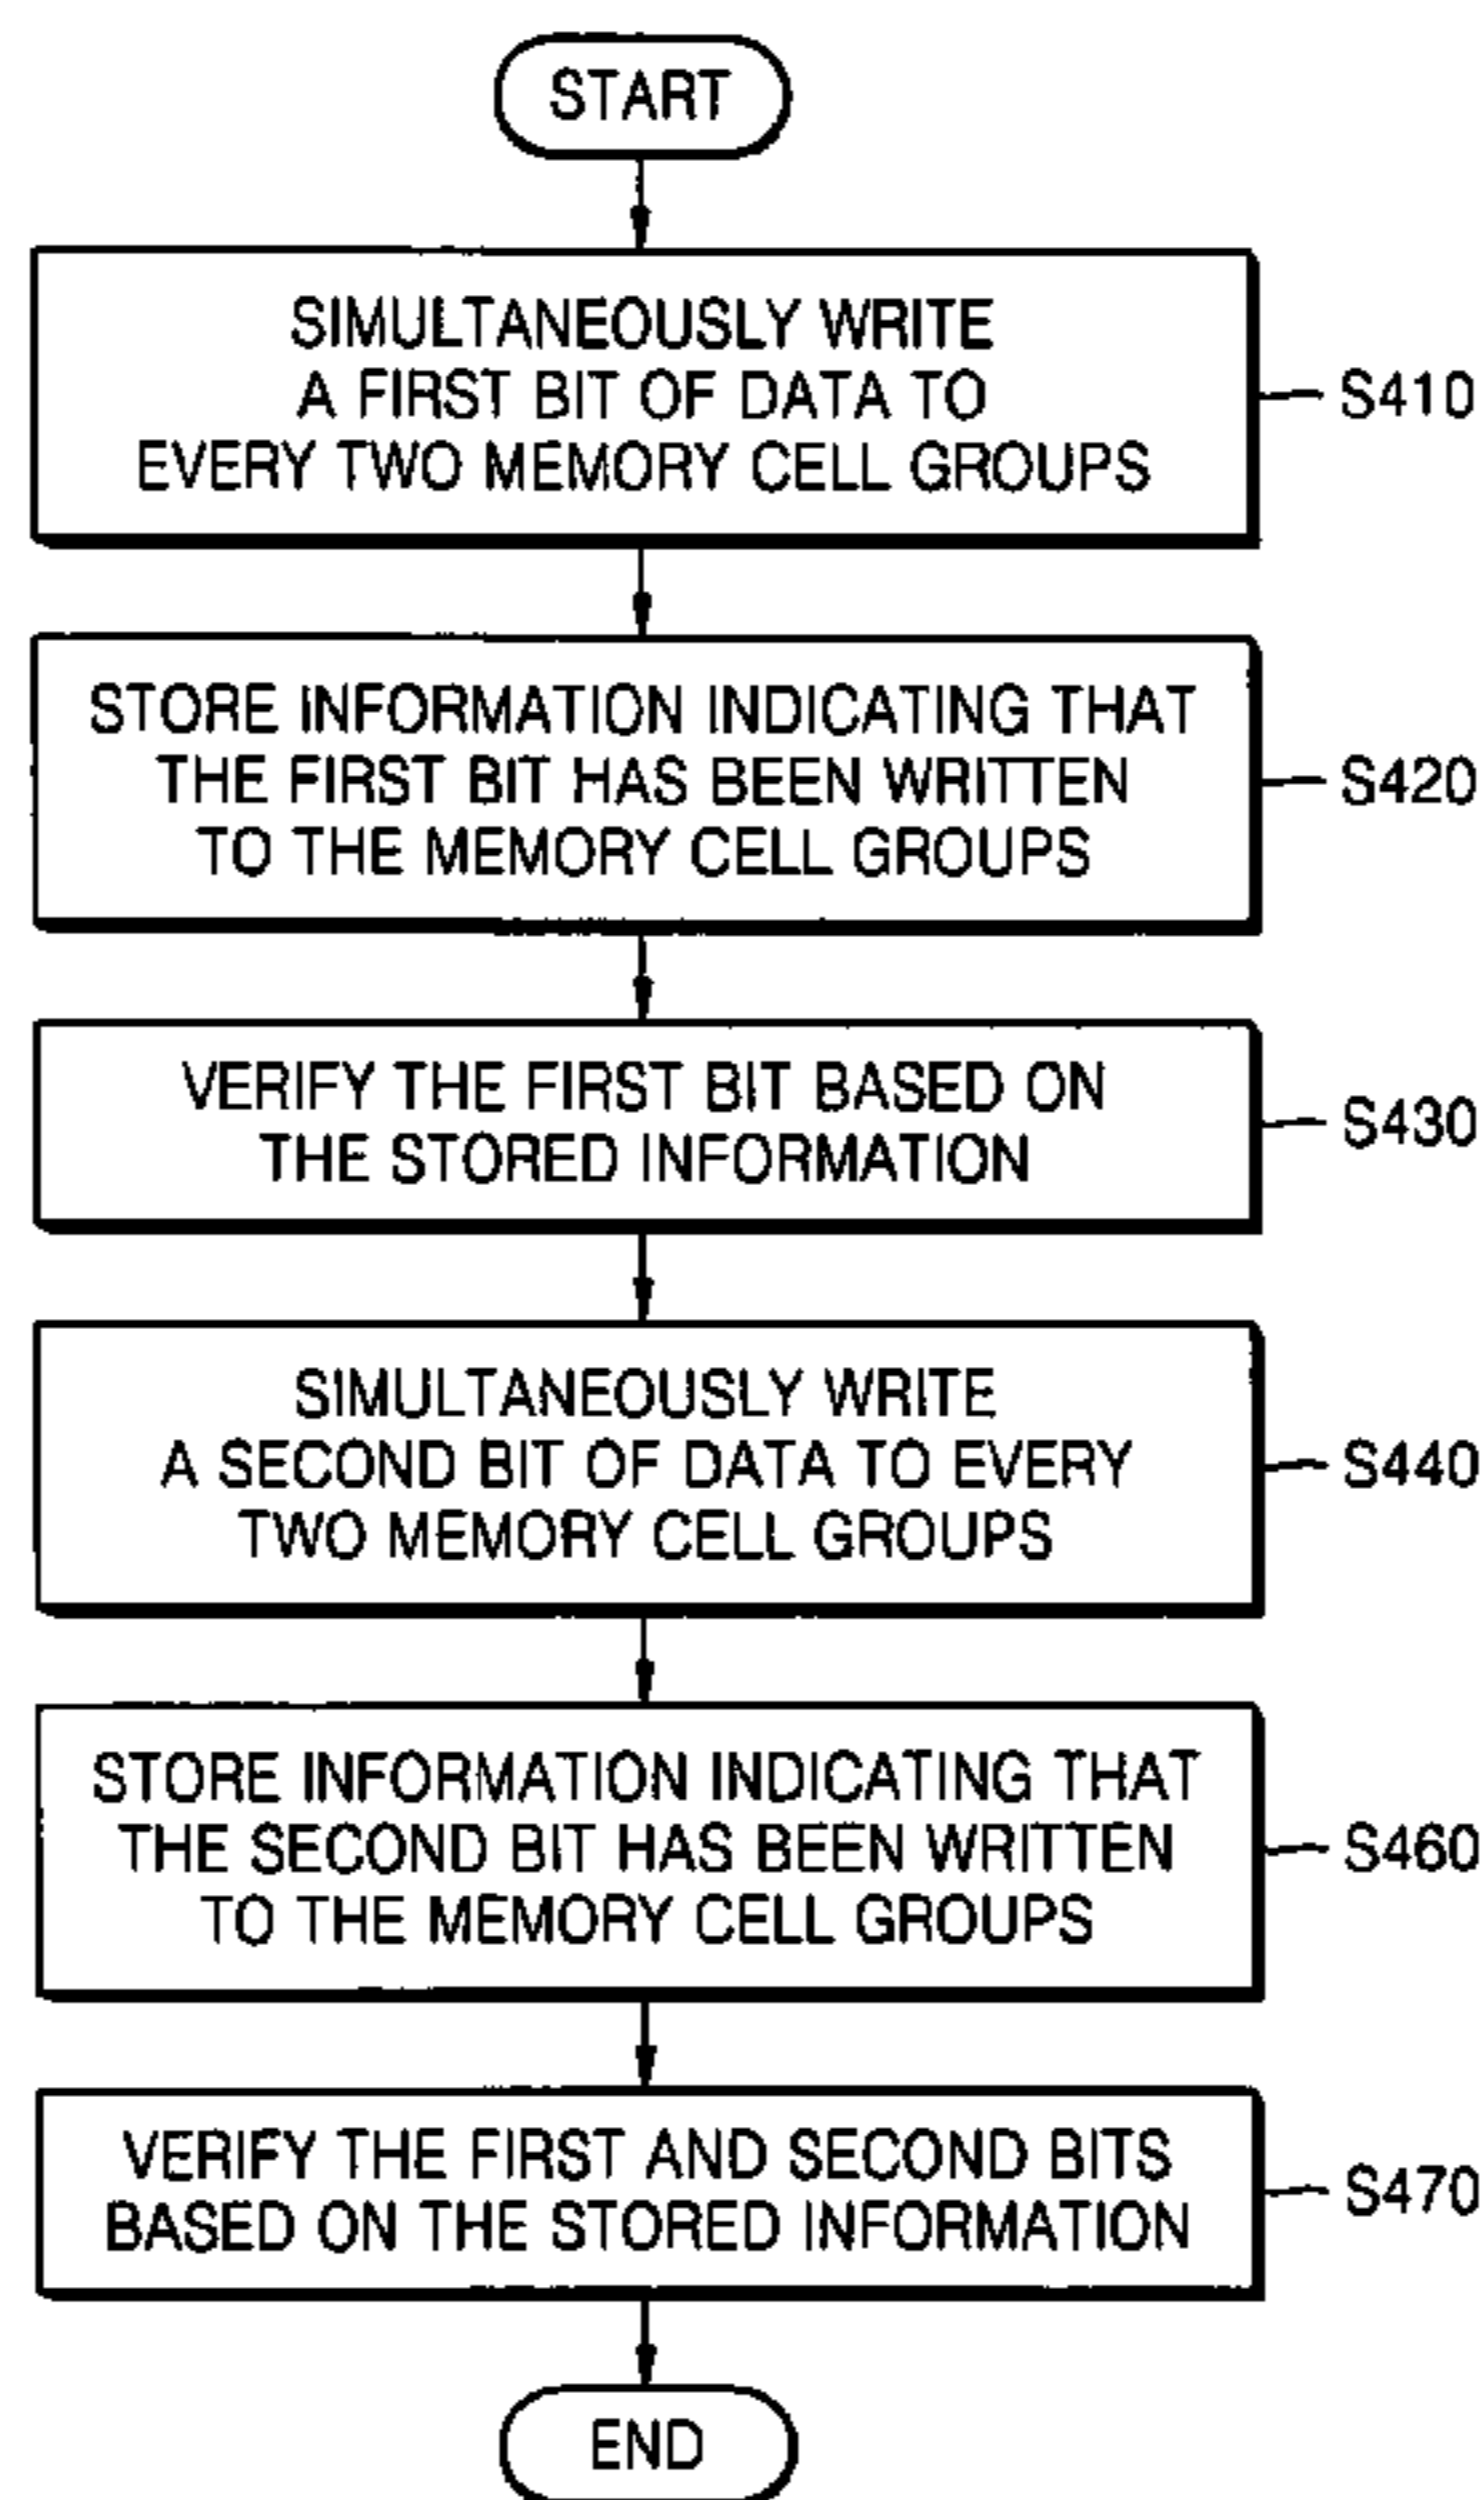 START
SIMULTANEOUSLY WRITE
A FIRST BIT OF DATA TO
EVERY TWO MEMORY CELL GROUPS
S410
STORE INFORMATION INDICATING THAT
THE FIRST BIT HAS BEEN WRITTEN
TO THE MEMORY CELL GROUPS
S420
VERIFY THE FIRST BIT BASED ON
THE STORED INFORMATION
S430
SIMULTANEOUSLY WRITE
A SECOND BIT OF DATA TO EVERY
TWO MEMORY CELL GROUPS
S440
STORE INFORMATION INDICATING THAT
THE SECOND BIT HAS BEEN WRITTEN
TO THE MEMORY CELL GROUPS
S460
VERIFY THE FIRST AND SECOND BITS
BASED ON THE STORED INFORMATION
S470
END